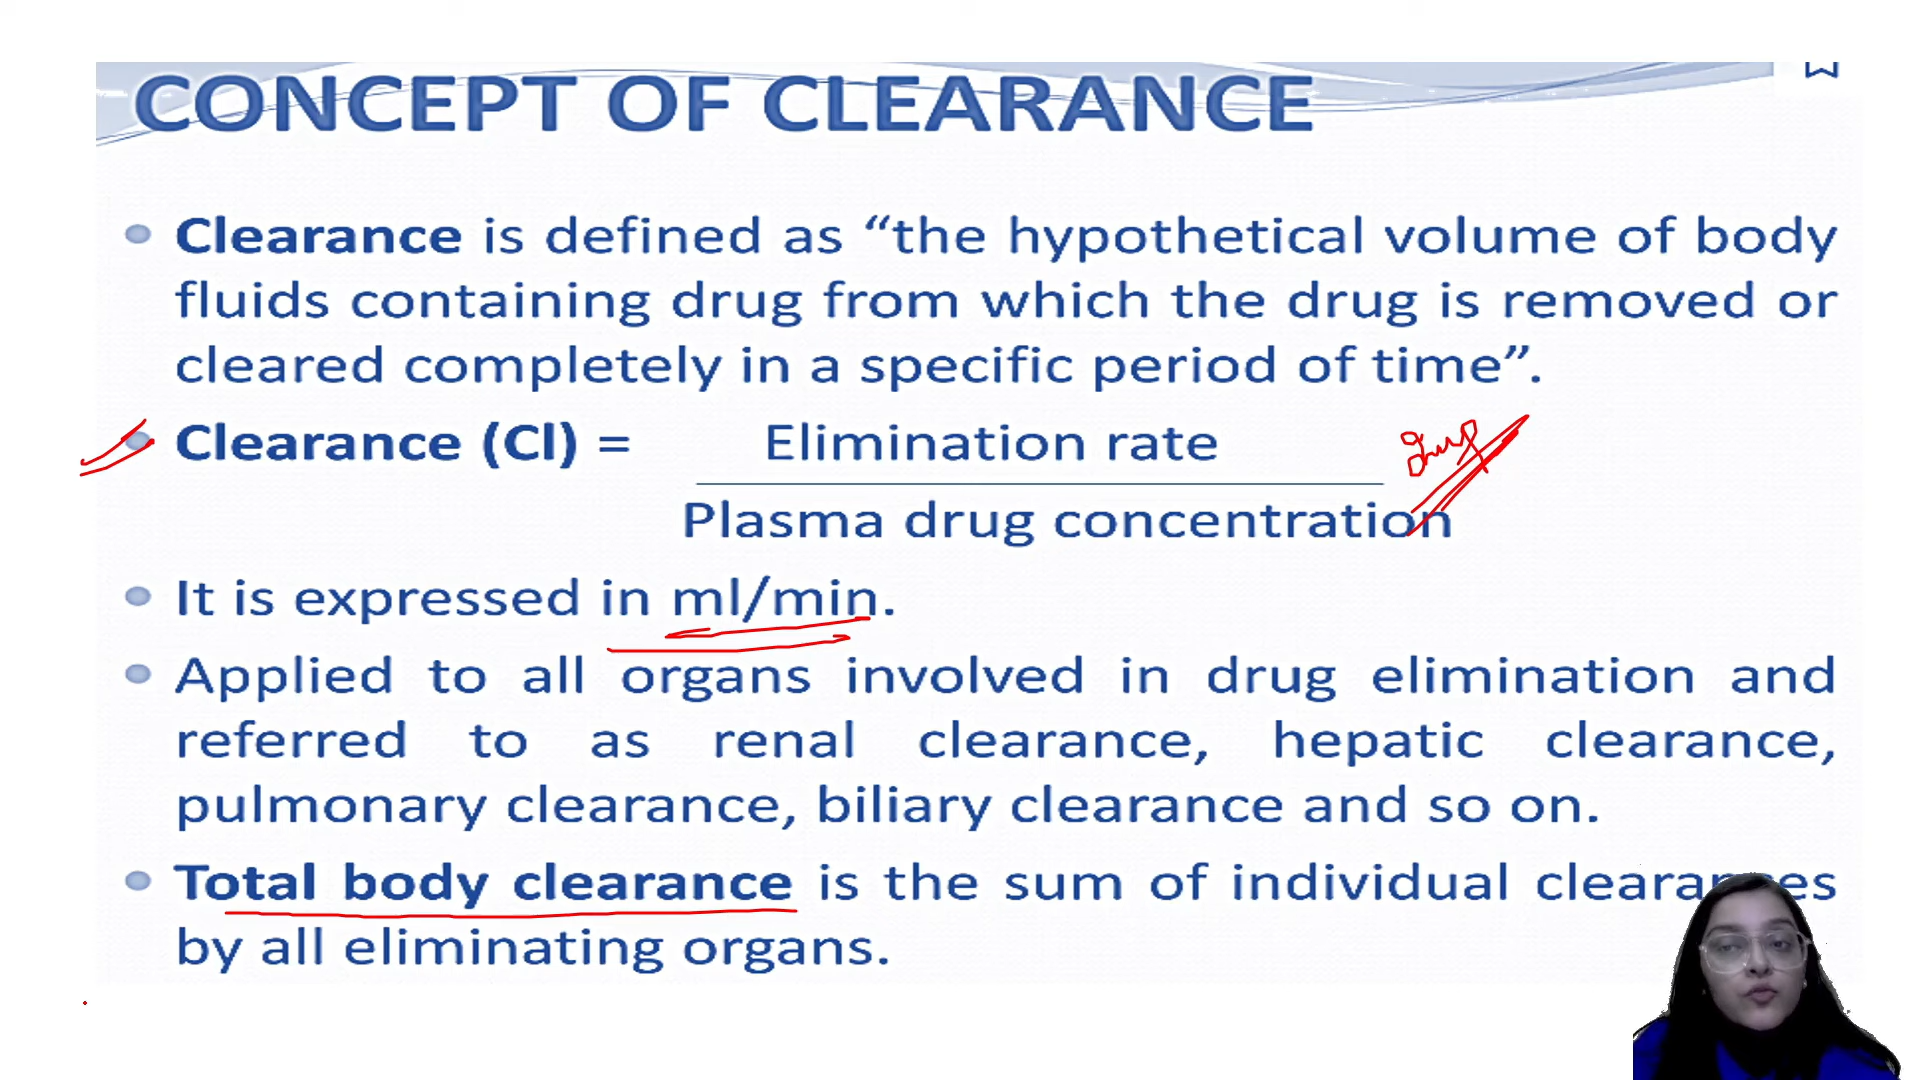 CONCEPT OF CLEARANCE
• Clearance is defined as “the hypothetical volume of body
fluids containing drug from which the drug is removed or
cleared completely in a specific period of time”.
• Clearance (Cl) = Elimination rate
Plasma drug concentration
• It is expressed in ml/min.
• Applied to all organs involved in drug elimination and
referred to as renal clearance, hepatic clearance,
pulmonary clearance, biliary clearance and so on.
• Total body clearance is the sum of individual clearances
by all eliminating organs.